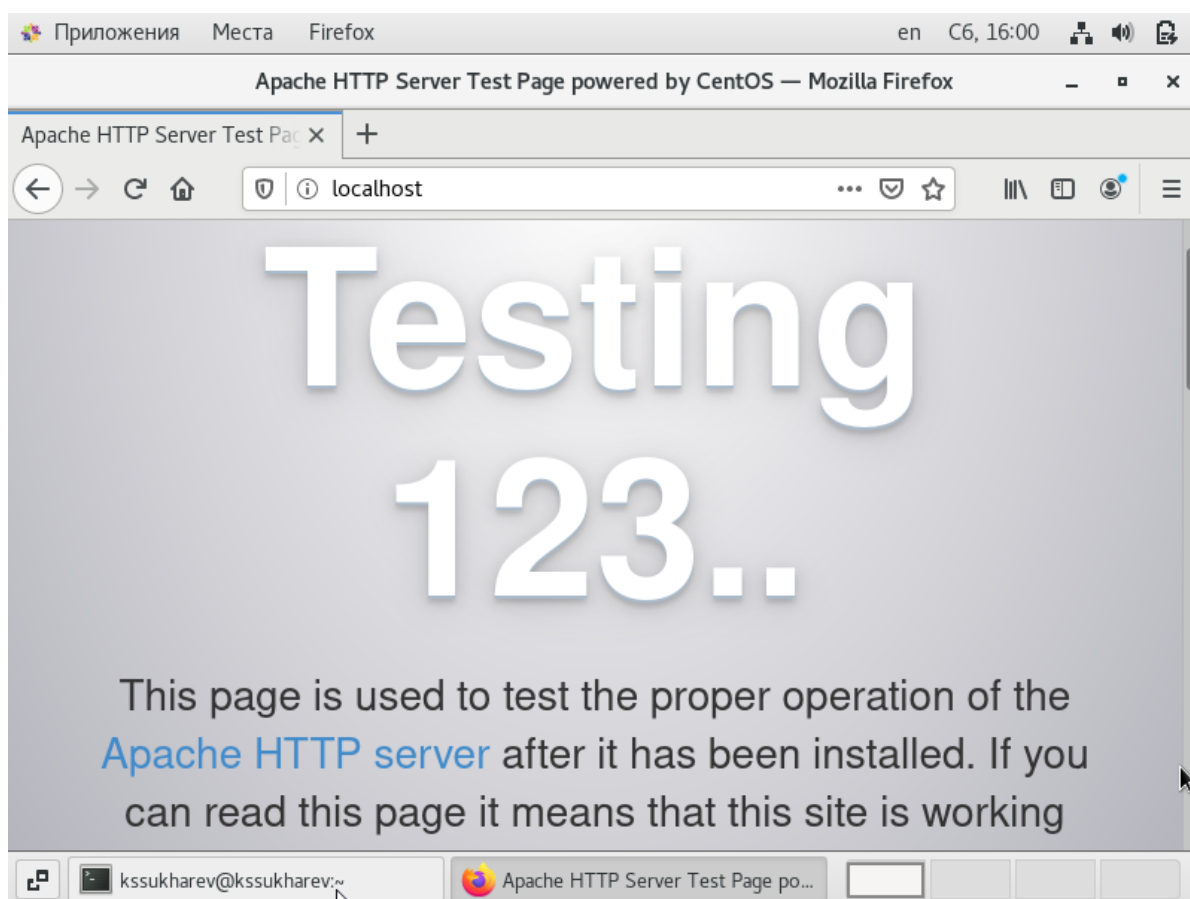 Приложения Места Firefox en Сб, 16:00
Apache HTTP Server Test Page powered by CentOS — Mozilla Firefox
Apache HTTP Server Test Pag
localhost
Testing
123..
This page is used to test the proper operation of the
Apache HTTP server after it has been installed. If you
can read this page it means that this site is working
kssukharev@kssukharev:~ Apache HTTP Server Test Page po...